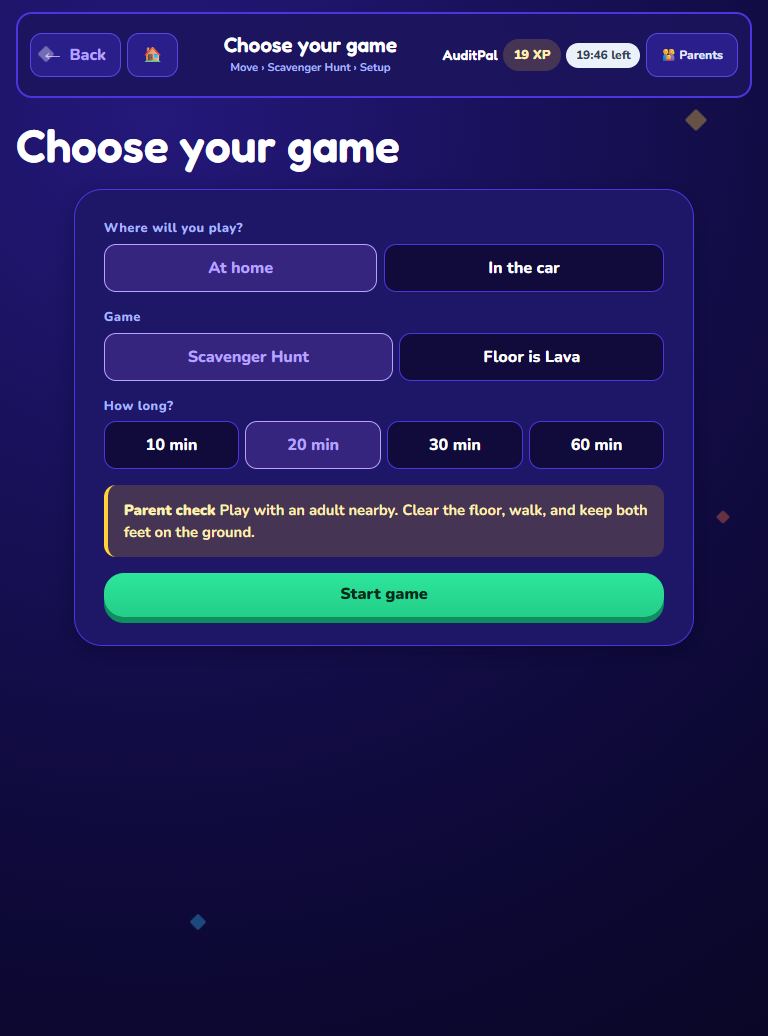 ← Back
Choose your game
Move › Scavenger Hunt › Setup
AuditPal
19 XP
19:46 left
Parents
Choose your game
Where will you play?
At home
In the car
Game
Scavenger Hunt
Floor is Lava
How long?
10 min
20 min
30 min
60 min
Parent check Play with an adult nearby. Clear the floor, walk, and keep both
feet on the ground.
Start game